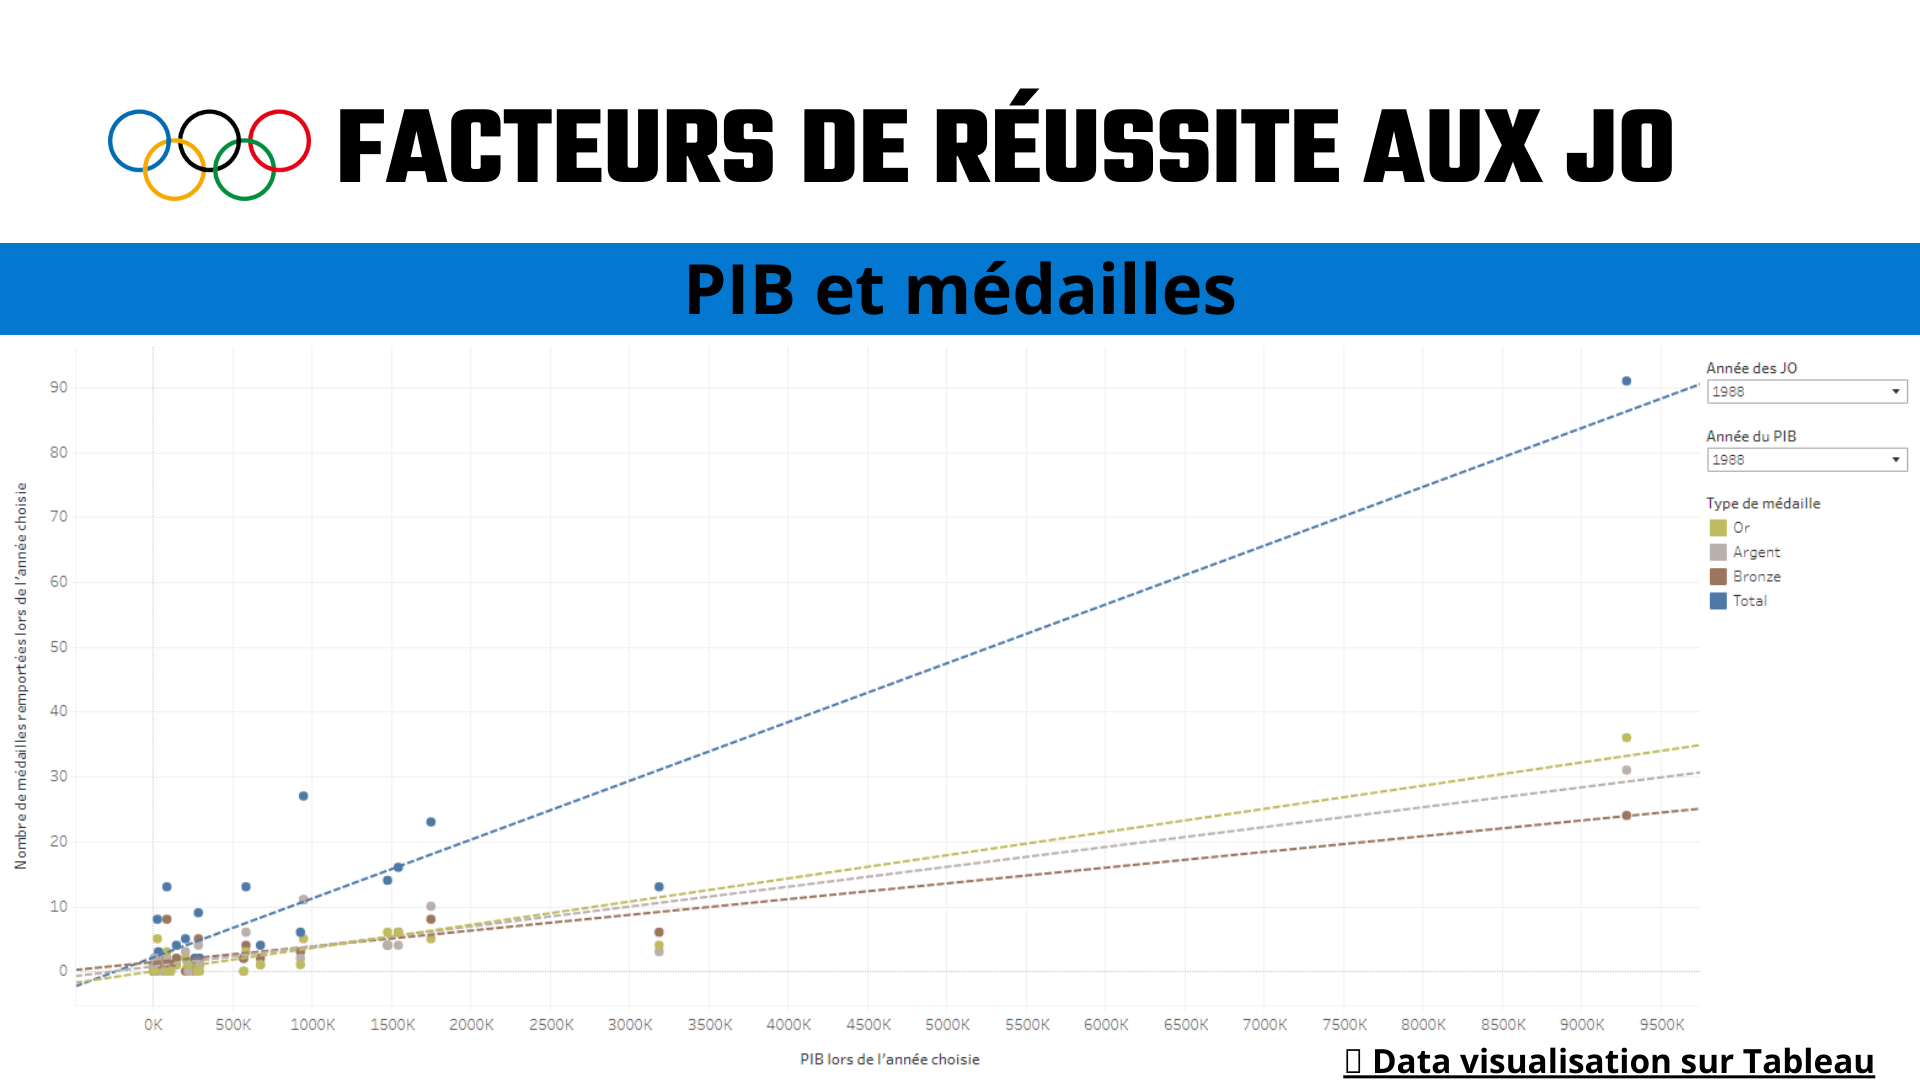 FACTEURS DE RÉUSSITE AUX JO
PIB et médailles
Nombre de médailles remportées lors de l'année choisie
90
80
70
60
50
40
30
20
10
0
0K 500K 1000K 1500K 2000K 2500K 3000K 3500K 4000K 4500K 5000K 5500K 6000K 6500K 7000K 7500K 8000K 8500K 9000K 9500K
PIB lors de l'année choisie
Année des JO
1988
Année du PIB
1988
Type de médaille
Or
Argent
Bronze
Total
Data visualisation sur Tableau